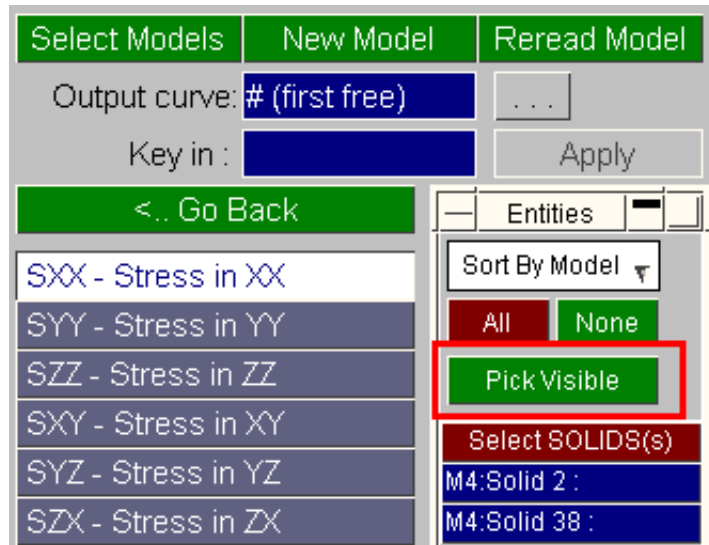 Select Models New Model Reread Model
Output curve: # (first free) ...
Key in : Apply
<.. Go Back
SXX - Stress in XX
SYY - Stress in YY
SZZ - Stress in ZZ
SXY - Stress in XY
SYZ - Stress in YZ
SZX - Stress in ZX
Entities
Sort By Model
All None
Pick Visible
Select SOLIDS(s)
M4:Solid 2 :
M4:Solid 38 :